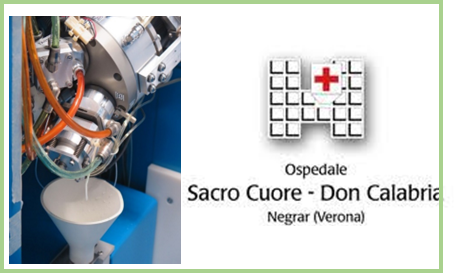 Ospedale
Sacro Cuore - Don Calabria
Negrar (Verona)